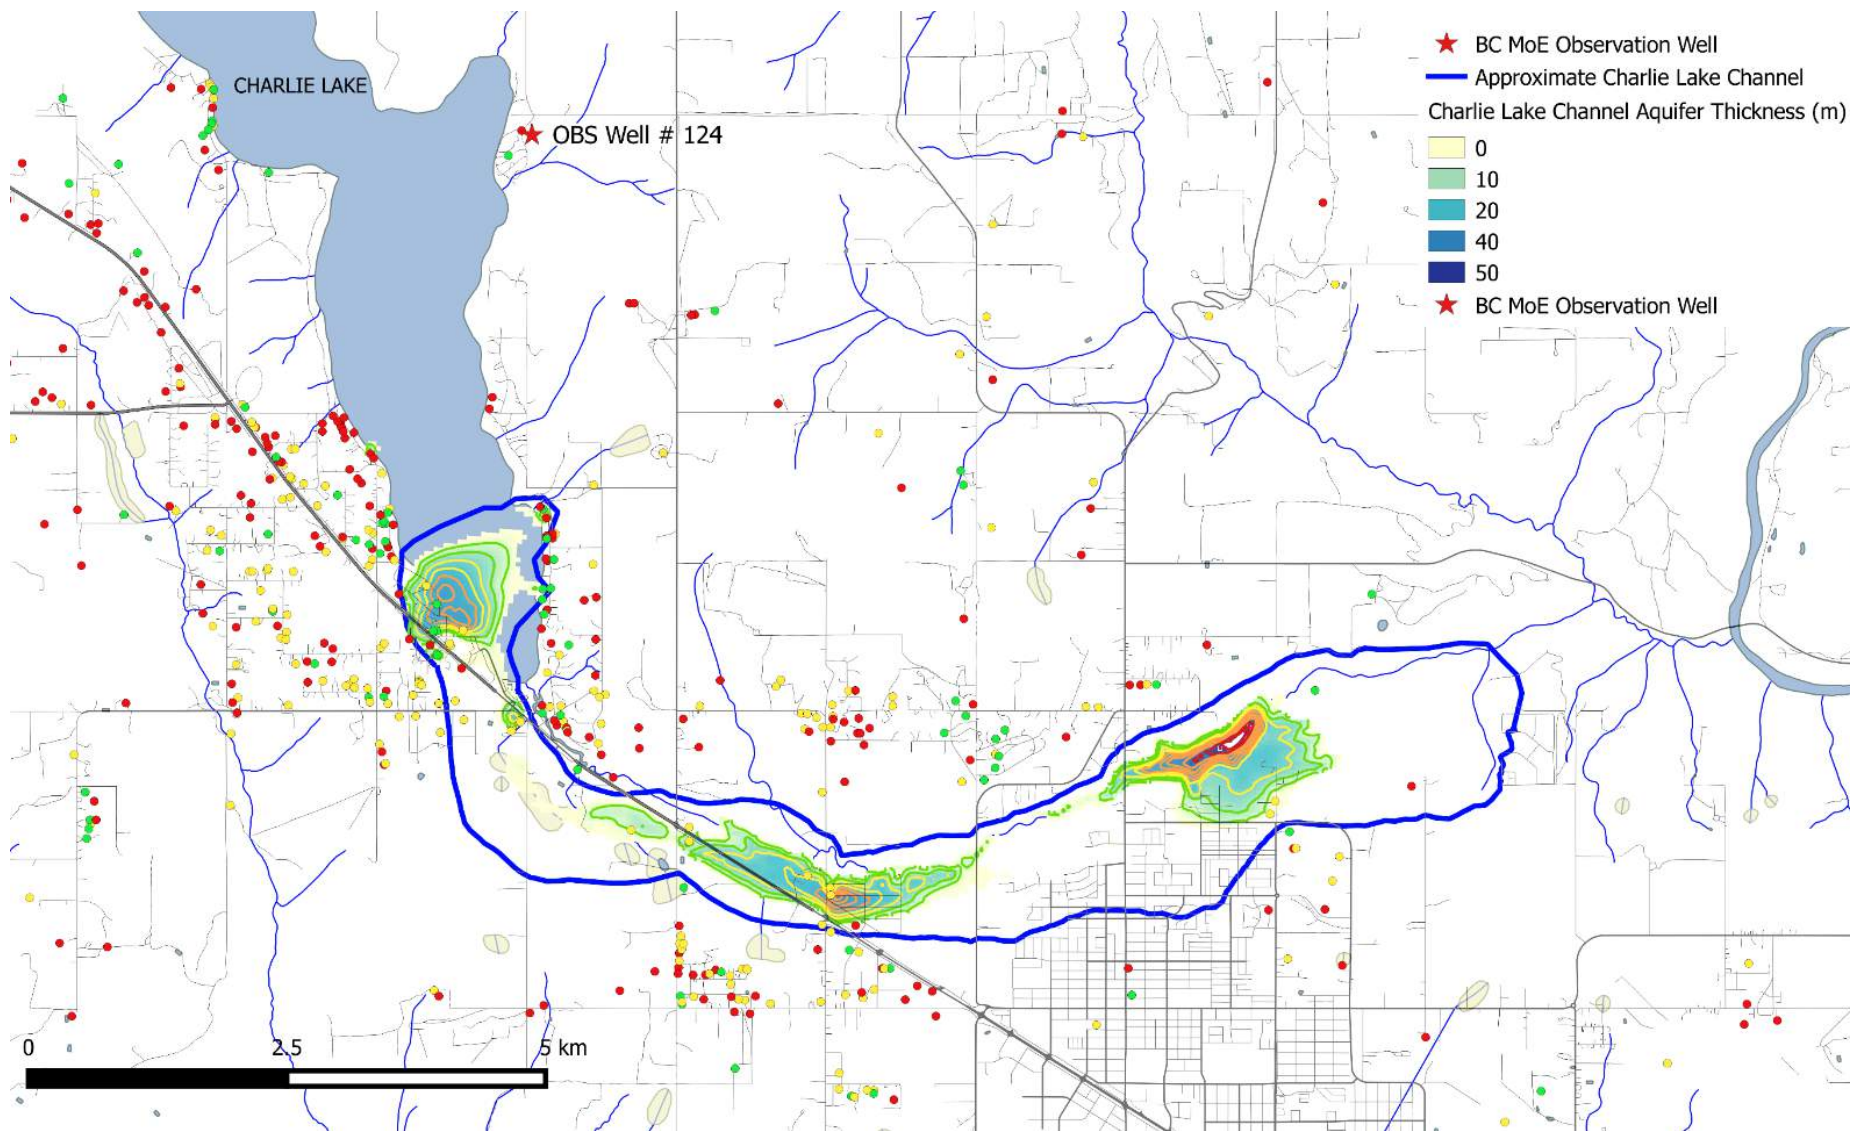 CHARLIE LAKE
OBS Well # 124
BC MoE Observation Well
Approximate Charlie Lake Channel
Charlie Lake Channel Aquifer Thickness (m)
0
10
20
40
50
BC MoE Observation Well
0 2.5 5 km